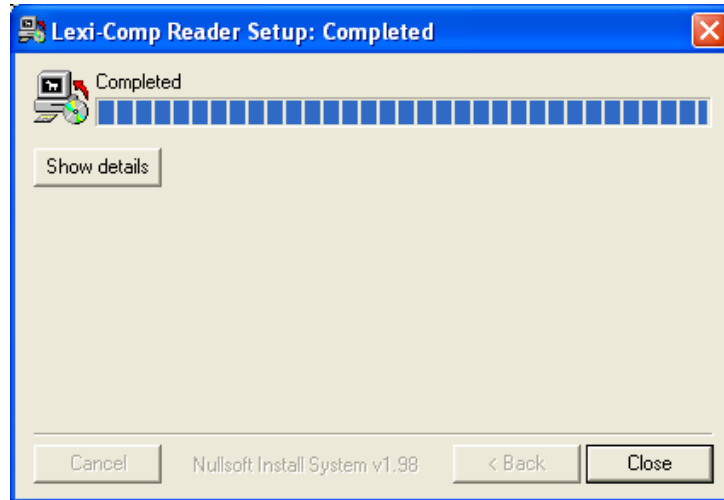 Lexi-Comp Reader Setup: Completed
Completed
Show details
Cancel
Nullsoft Install System v1.98
< Back
Close